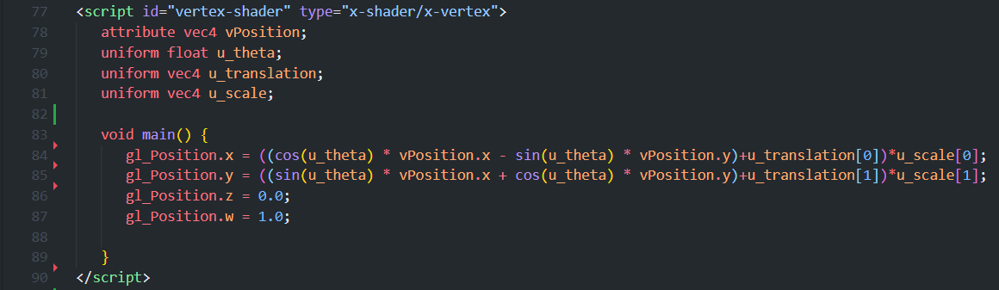 77 <script id="vertex-shader" type="x-shader/x-vertex">
78 attribute vec4 vPosition;
79 uniform float u_theta;
80 uniform vec4 u_translation;
81 uniform vec4 u_scale;
82
83 void main() {
84 gl_Position.x = ((cos(u_theta) * vPosition.x - sin(u_theta) * vPosition.y)+u_translation[0])*u_scale[0];
85 gl_Position.y = ((sin(u_theta) * vPosition.x + cos(u_theta) * vPosition.y)+u_translation[1])*u_scale[1];
86 gl_Position.z = 0.0;
87 gl_Position.w = 1.0;
88
89 }
90 </script>